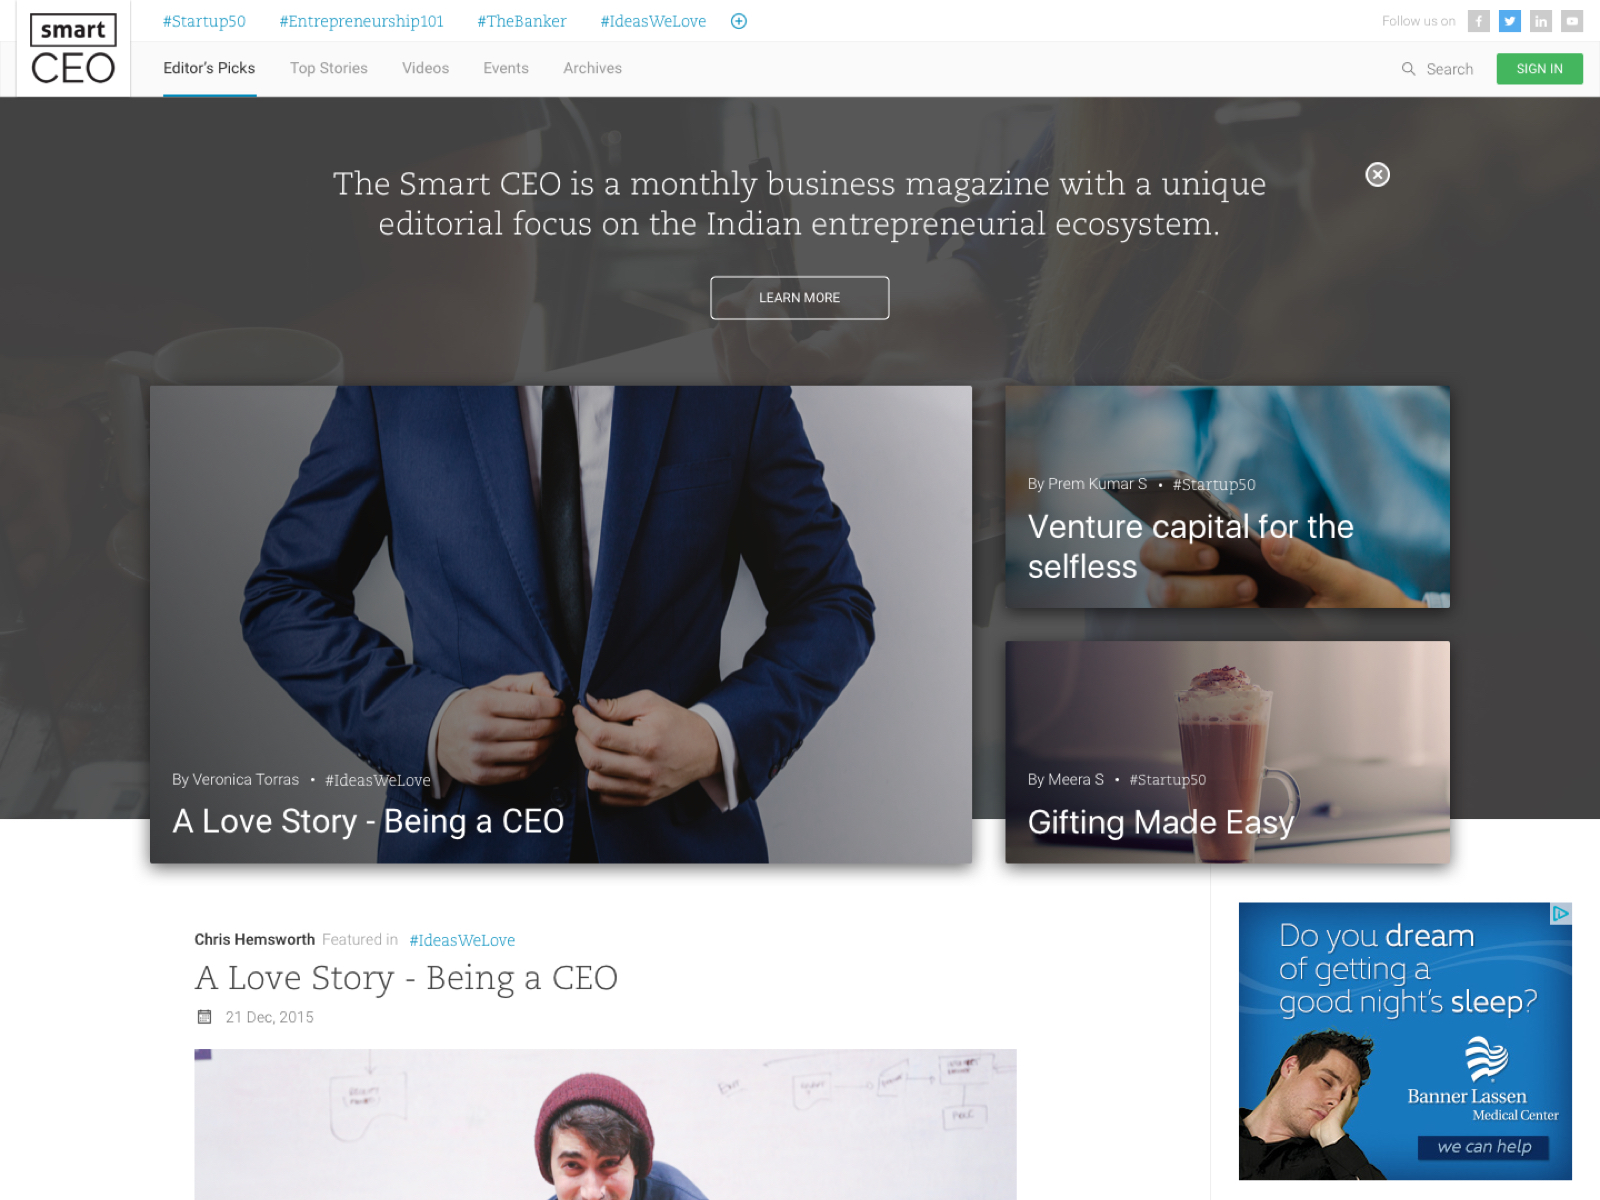 smart
CEO
#Startup50 #Entrepreneurship101 #TheBanker #IdeasWeLove
Follow us on
Editor's Picks Top Stories Videos Events Archives
Search
SIGN IN
The Smart CEO is a monthly business magazine with a unique
editorial focus on the Indian entrepreneurial ecosystem.
LEARN MORE
By Veronica Torras • #IdeasWeLove
A Love Story - Being a CEO
By Prem Kumar S • #Startup50
Venture capital for the
selfless
By Meera S • #Startup50
Gifting Made Easy
Chris Hemsworth Featured in #IdeasWeLove
A Love Story - Being a CEO
21 Dec, 2015
Do you dream
of getting a
good night's sleep?
Banner Lassen
Medical Center
we can help